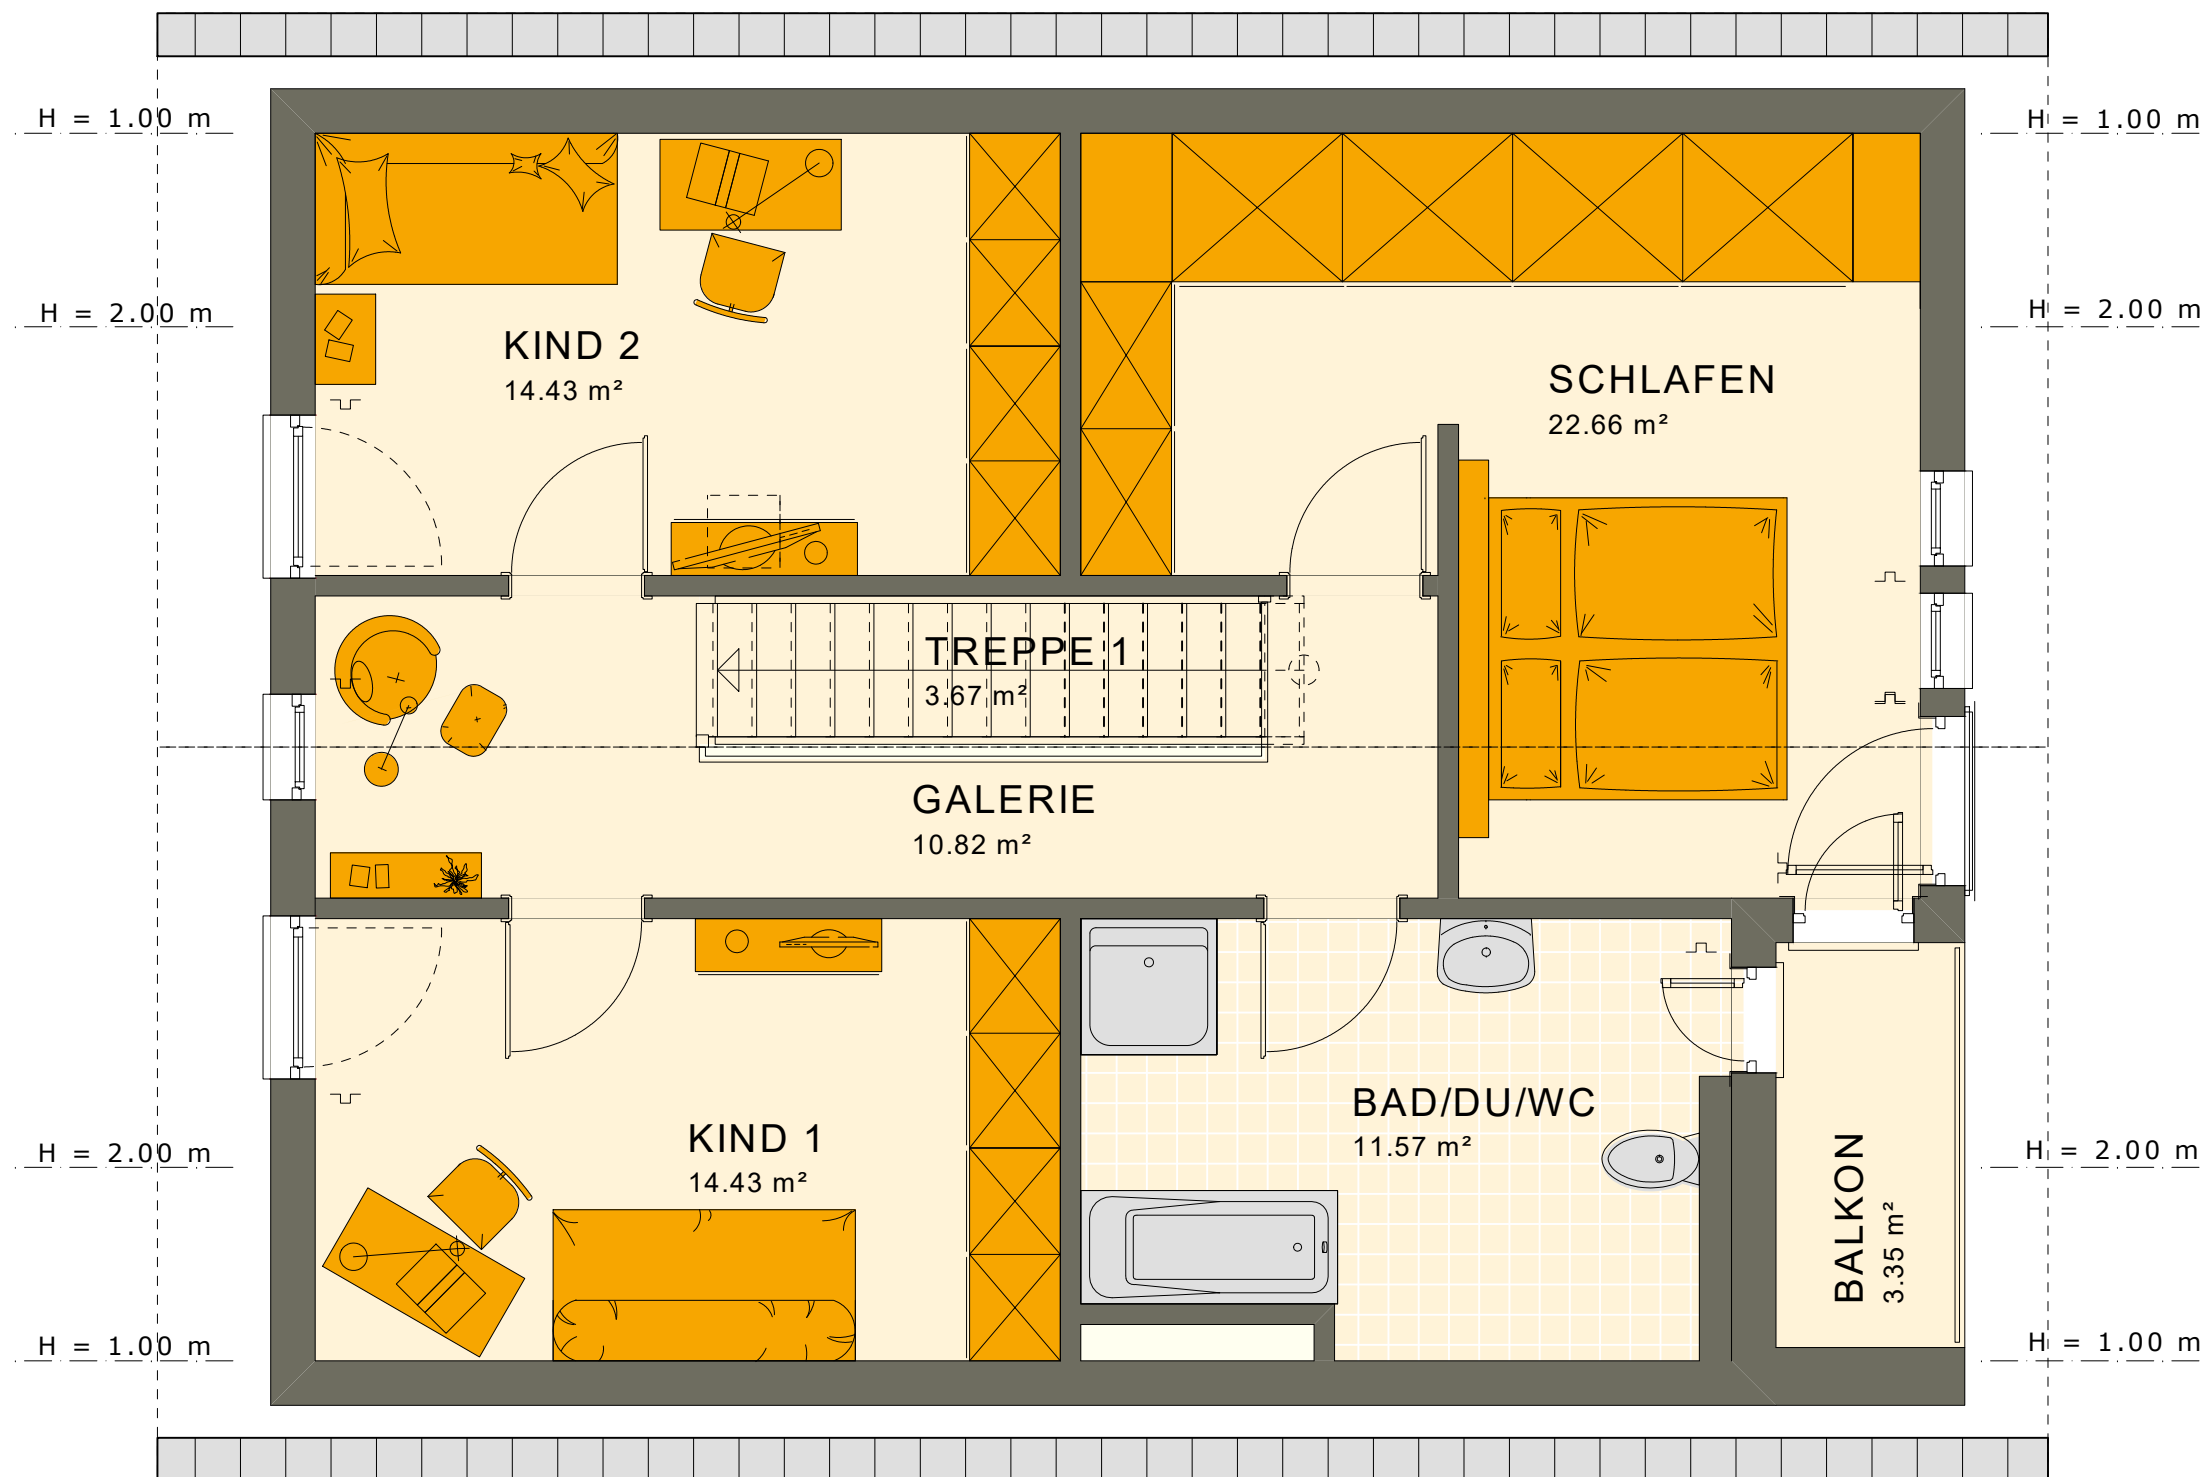 H = 1.00 m
H = 1.00 m
H = 2.00 m
H = 2.00 m
KIND 2
14.43 m²
SCHLAFEN
22.66 m²
TREPPE 1
3.67 m²
GALERIE
10.82 m²
BAD/DU/WC
11.57 m²
KIND 1
14.43 m²
BALKON
3.35 m²
H = 2.00 m
H = 2.00 m
H = 1.00 m
H = 1.00 m